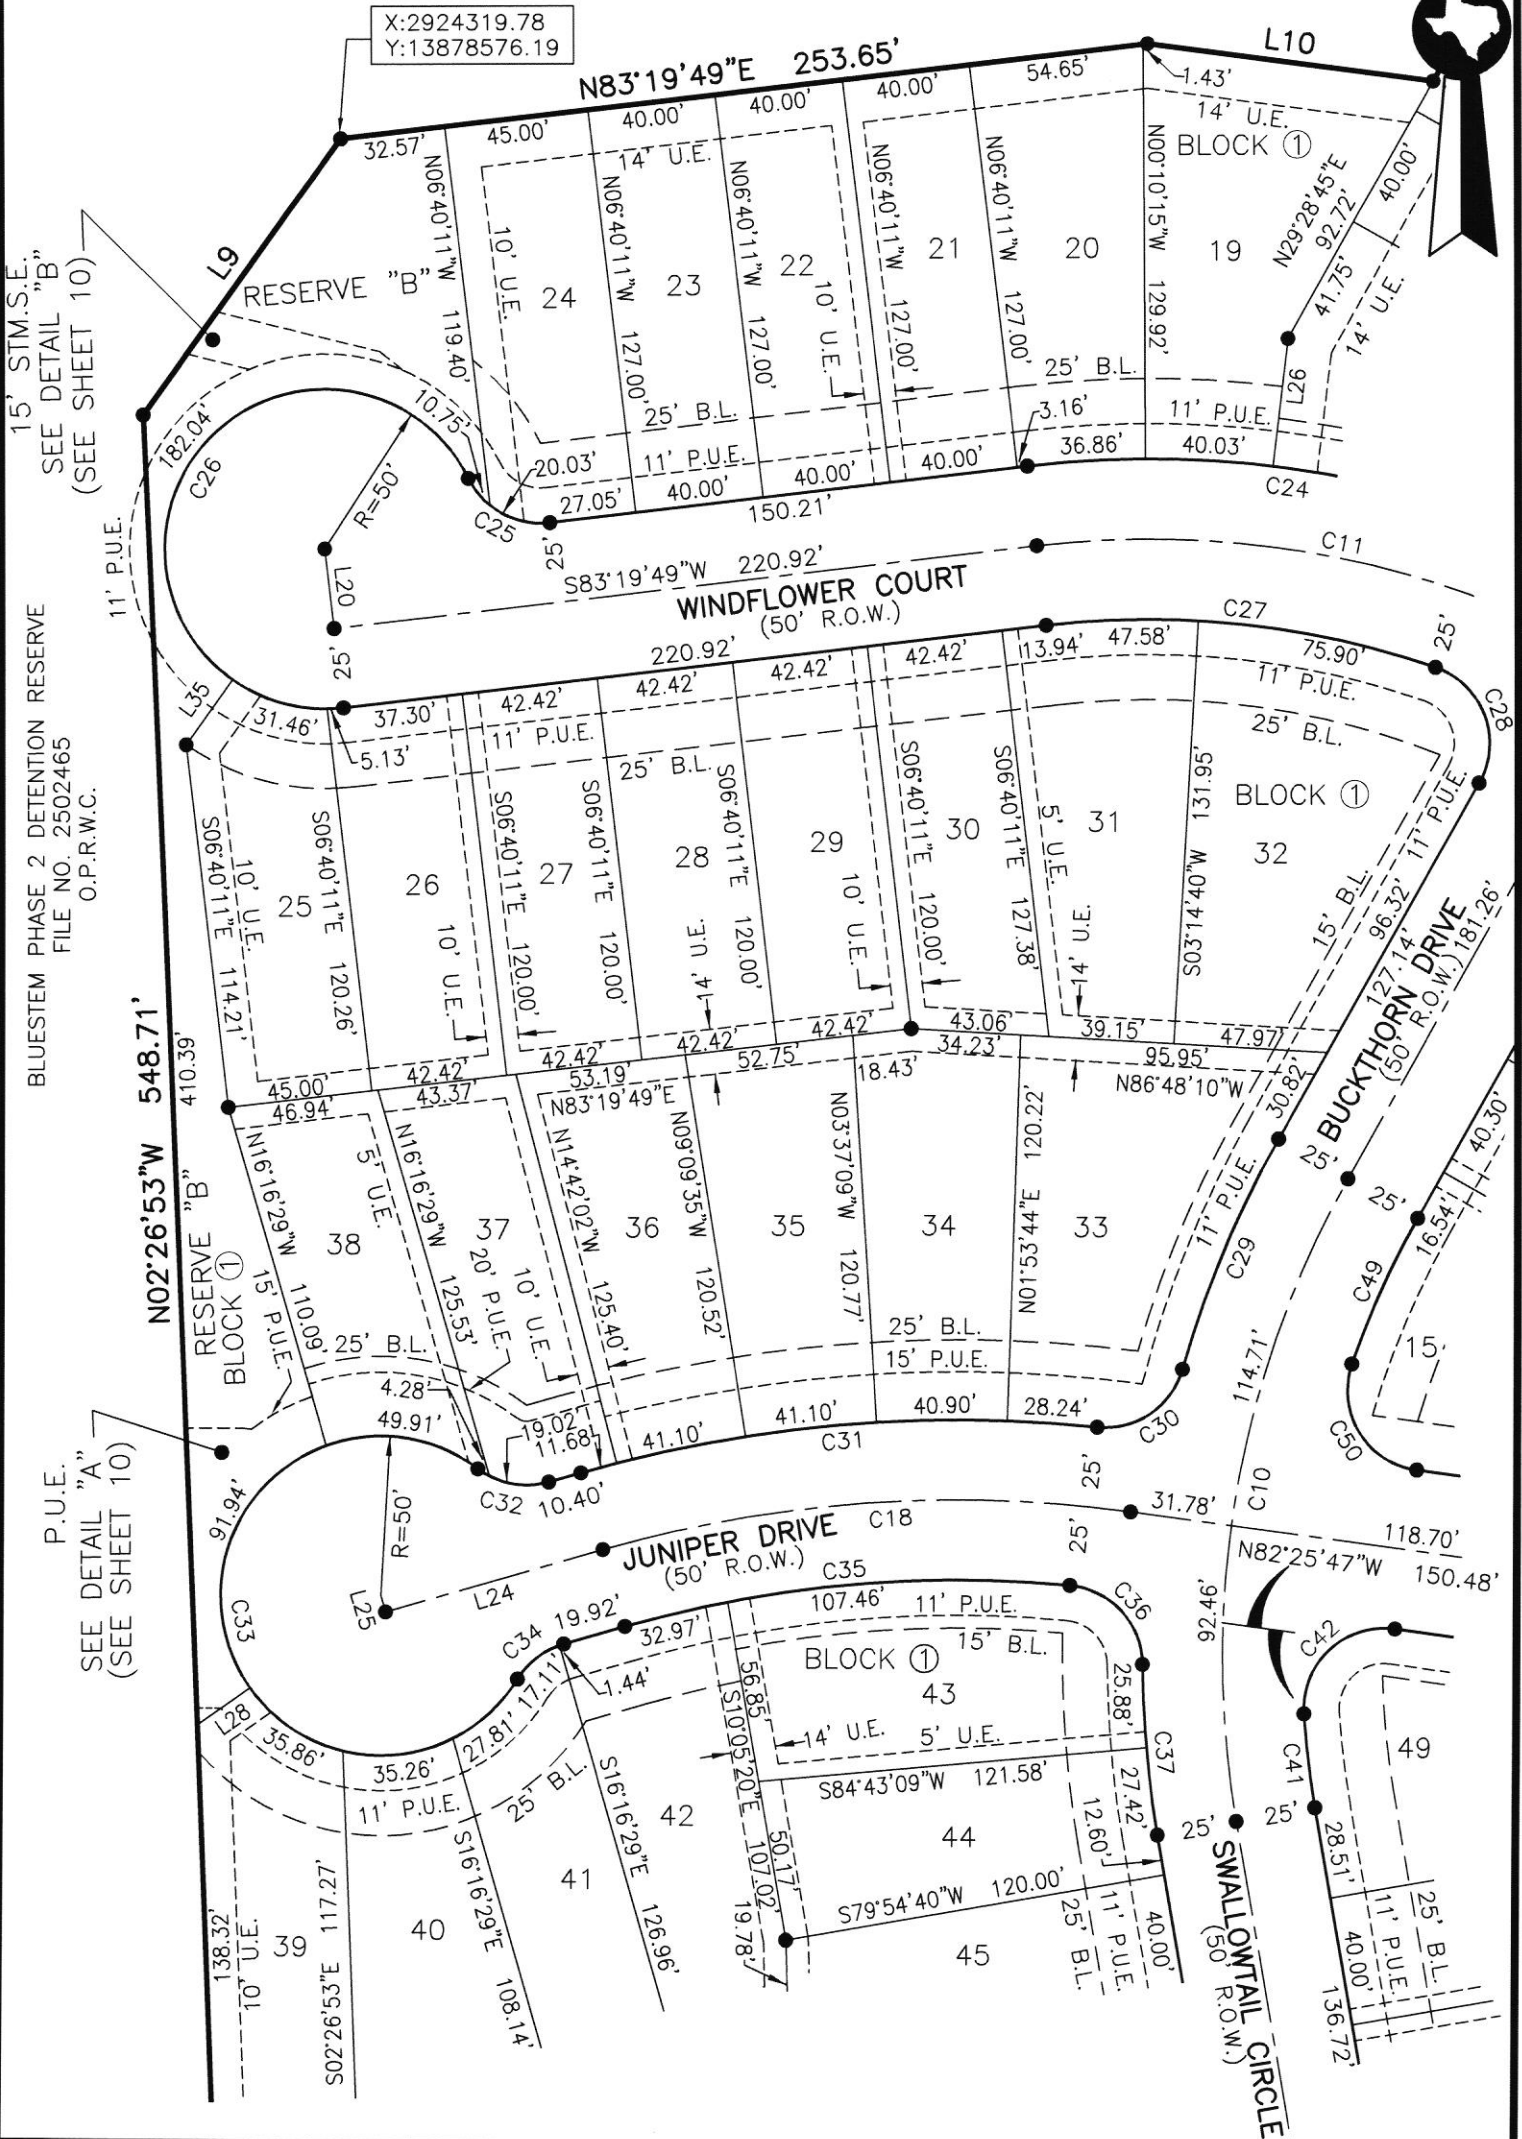 X:2924319.78
Y:13878576.19
N83°19'49"E 253.65'
L10
32.57'
45.00'
40.00'
40.00'
40.00'
54.65'
1.43'
14' U.E.
14' U.E.
BLOCK ①
L9
RESERVE "B"
15' STM.S.E.
SEE DETAIL "B"
(SEE SHEET 10)
N06°40'11"W 119.40'
10' U.E.
24
N06°40'11"W 127.00'
23
N06°40'11"W 127.00'
22
10' U.E.
N06°40'11"W 127.00'
21
N06°40'11"W 127.00'
20
N00°10'15"W 129.92'
19
N29°28'45"E
92.72'
40.00'
41.75'
14' U.E.
L26
25' B.L.
25' B.L.
11' P.U.E.
11' P.U.E.
182.04'
C26
10.75'
R=50'
20.03'
C25
27.05'
40.00'
40.00'
40.00'
3.16'
36.86'
40.03'
C24
150.21'
25'
11' P.U.E.
L20
S83°19'49"W 220.92'
C11
WINDFLOWER COURT
(50' R.O.W.)
25'
220.92'
C27
25'
L35
31.46'
5.13'
37.30'
42.42'
42.42'
42.42'
42.42'
13.94'
47.58'
75.90'
C28
11' P.U.E.
11' P.U.E.
25' B.L.
25' B.L.
BLUESTEM PHASE 2 DETENTION RESERVE
FILE NO. 2502465
O.P.R.W.C.
S06°40'11"E 114.21'
10' U.E.
25
S06°40'11"E 120.26'
26
10' U.E.
S06°40'11"E 120.00'
27
S06°40'11"E 120.00'
28
14' U.E.
S06°40'11"E 120.00'
29
10' U.E.
S06°40'11"E 120.00'
30
S06°40'11"E 127.38'
5' U.E.
31
14' U.E.
S03°14'40"W 131.95'
BLOCK ①
32
15' B.L.
96.32'
11' P.U.E.
127.14'
BUCKTHORN DRIVE
(50' R.O.W.)
181.26'
N02°26'53"W 548.71'
410.39'
45.00'
42.42'
42.42'
42.42'
42.42'
43.06'
39.15'
47.97'
46.94'
43.37'
53.19'
52.75'
18.43'
34.23'
95.95'
N83°19'49"E
N86°48'10"W
30.82'
25'
25'
40.30'
16.54'
RESERVE "B"
BLOCK ①
N16°16'29"W 110.09'
15' P.U.E.
38
5' U.E.
N16°16'29"W 125.53'
37
20' P.U.E.
10' U.E.
N14°42'02"W 125.40'
36
N09°09'35"W 120.52'
35
N03°37'09"W 120.77'
34
N01°53'44"E 120.22'
33
11' P.U.E.
C29
C49
15
C50
25' B.L.
25' B.L.
15' P.U.E.
114.71'
C10
4.28'
49.91'
19.02'
11.68'
41.10'
41.10'
40.90'
28.24'
C30
C31
C32
10.40'
25'
P.U.E.
SEE DETAIL "A"
(SEE SHEET 10)
91.94'
R=50'
C33
L25
L24
JUNIPER DRIVE
(50' R.O.W.)
C18
31.78'
118.70'
N82°25'47"W
150.48'
25'
C35
107.46'
C36
19.92'
C34
32.97'
17.11'
1.44'
11' P.U.E.
15' B.L.
BLOCK ①
43
92.46'
C42
25.88'
56.85'
14' U.E.
5' U.E.
S10°05'20"E 107.02'
S84°43'09"W 121.58'
C37
27.42'
C41
49
L28
35.86'
35.26'
27.81'
11' P.U.E.
25' B.L.
42
44
12.60'
25'
25'
28.51'
S16°16'29"E 126.96'
41
50.17'
S79°54'40"W 120.00'
19.78'
45
25' B.L.
11' P.U.E.
40.00'
SWALLOWTAIL CIRCLE
(50' R.O.W.)
11' P.U.E.
25' B.L.
40.00'
136.72'
138.32'
10' U.E.
39
S02°26'53"E 117.27'
40
S16°16'29"E 108.14'